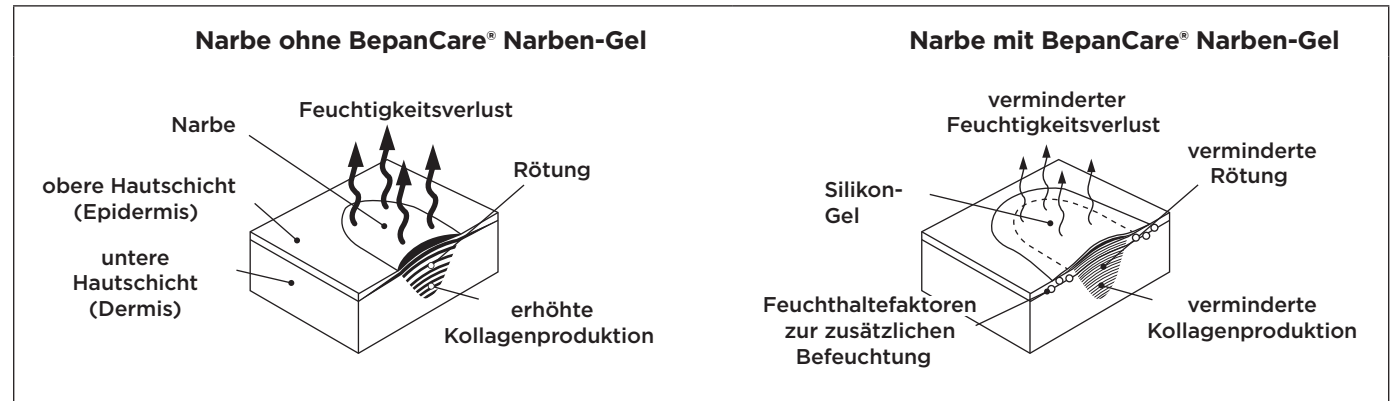 Narbe ohne BepanCare® Narben-Gel
Feuchtigkeitsverlust
Narbe
Rötung
obere Hautschicht
(Epidermis)
untere
Hautschicht
(Dermis)
erhöhte
Kollagenproduktion
Narbe mit BepanCare® Narben-Gel
verminderter
Feuchtigkeitsverlust
verminderte
Rötung
Silikon-
Gel
Feuchthaltefaktoren
zur zusätzlichen
Befeuchtung
verminderte
Kollagenproduktion